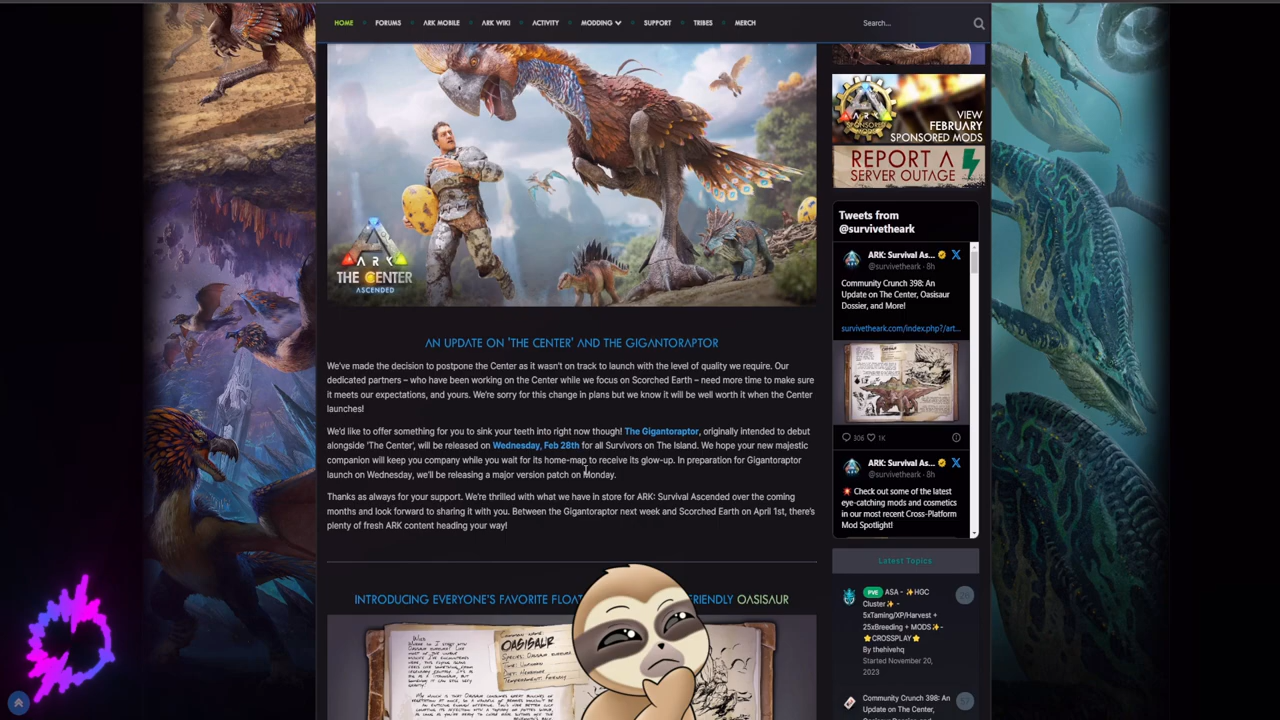 HOME
FORUMS
ARK MOBILE
ARK WIKI
ACTIVITY
MODDING
SUPPORT
TRIBES
MERCH
Search...
ARK
THE CENTER
ASCENDED
AN UPDATE ON 'THE CENTER' AND THE GIGANTORAPTOR
We've made the decision to postpone the Center as it wasn't on track to launch with the level of quality we require. Our
dedicated partners – who have been working on the Center while we focus on Scorched Earth – need more time to make sure
it meets our expectations, and yours. We're sorry for this change in plans but we know it will be well worth it when the Center
launches!
We'd like to offer something for you to sink your teeth into right now though! The Gigantoraptor, originally intended to debut
alongside 'The Center', will be released on Wednesday, Feb 28th for all Survivors on The Island. We hope your new majestic
companion will keep you company while you wait for its home-map to receive its glow-up. In preparation for Gigantoraptor
launch on Wednesday, we'll be releasing a major version patch on Monday.
Thanks as always for your support. We're thrilled with what we have in store for ARK: Survival Ascended over the coming
months and look forward to sharing it with you. Between the Gigantoraptor next week and Scorched Earth on April 1st, there's
plenty of fresh ARK content heading your way!
INTRODUCING EVERYONE'S FAVORITE FLOAT
RIENDLY OASISAUR
OASISAUR
ARK
SPONSORED
MODS
VIEW
FEBRUARY
SPONSORED MODS
REPORT A
SERVER OUTAGE
Tweets from
@survivetheark
ARK: Survival As...
@survivetheark · 8h
Community Crunch 398: An
Update on The Center, Oasisaur
Dossier, and More!
survivetheark.com/index.php?/art...
306 1K
ARK: Survival As...
@survivetheark · 8h
Check out some of the latest
eye-catching mods and cosmetics
in our most recent Cross-Platform
Mod Spotlight!
Latest Topics
PVE ASA - ✨HGC
Cluster✨ -
5xTaming/XP/Harvest +
25xBreeding + MODS✨-
⭐CROSSPLAY⭐
By thehivehq
Started November 20,
2023
Community Crunch 398: An
Update on The Center,